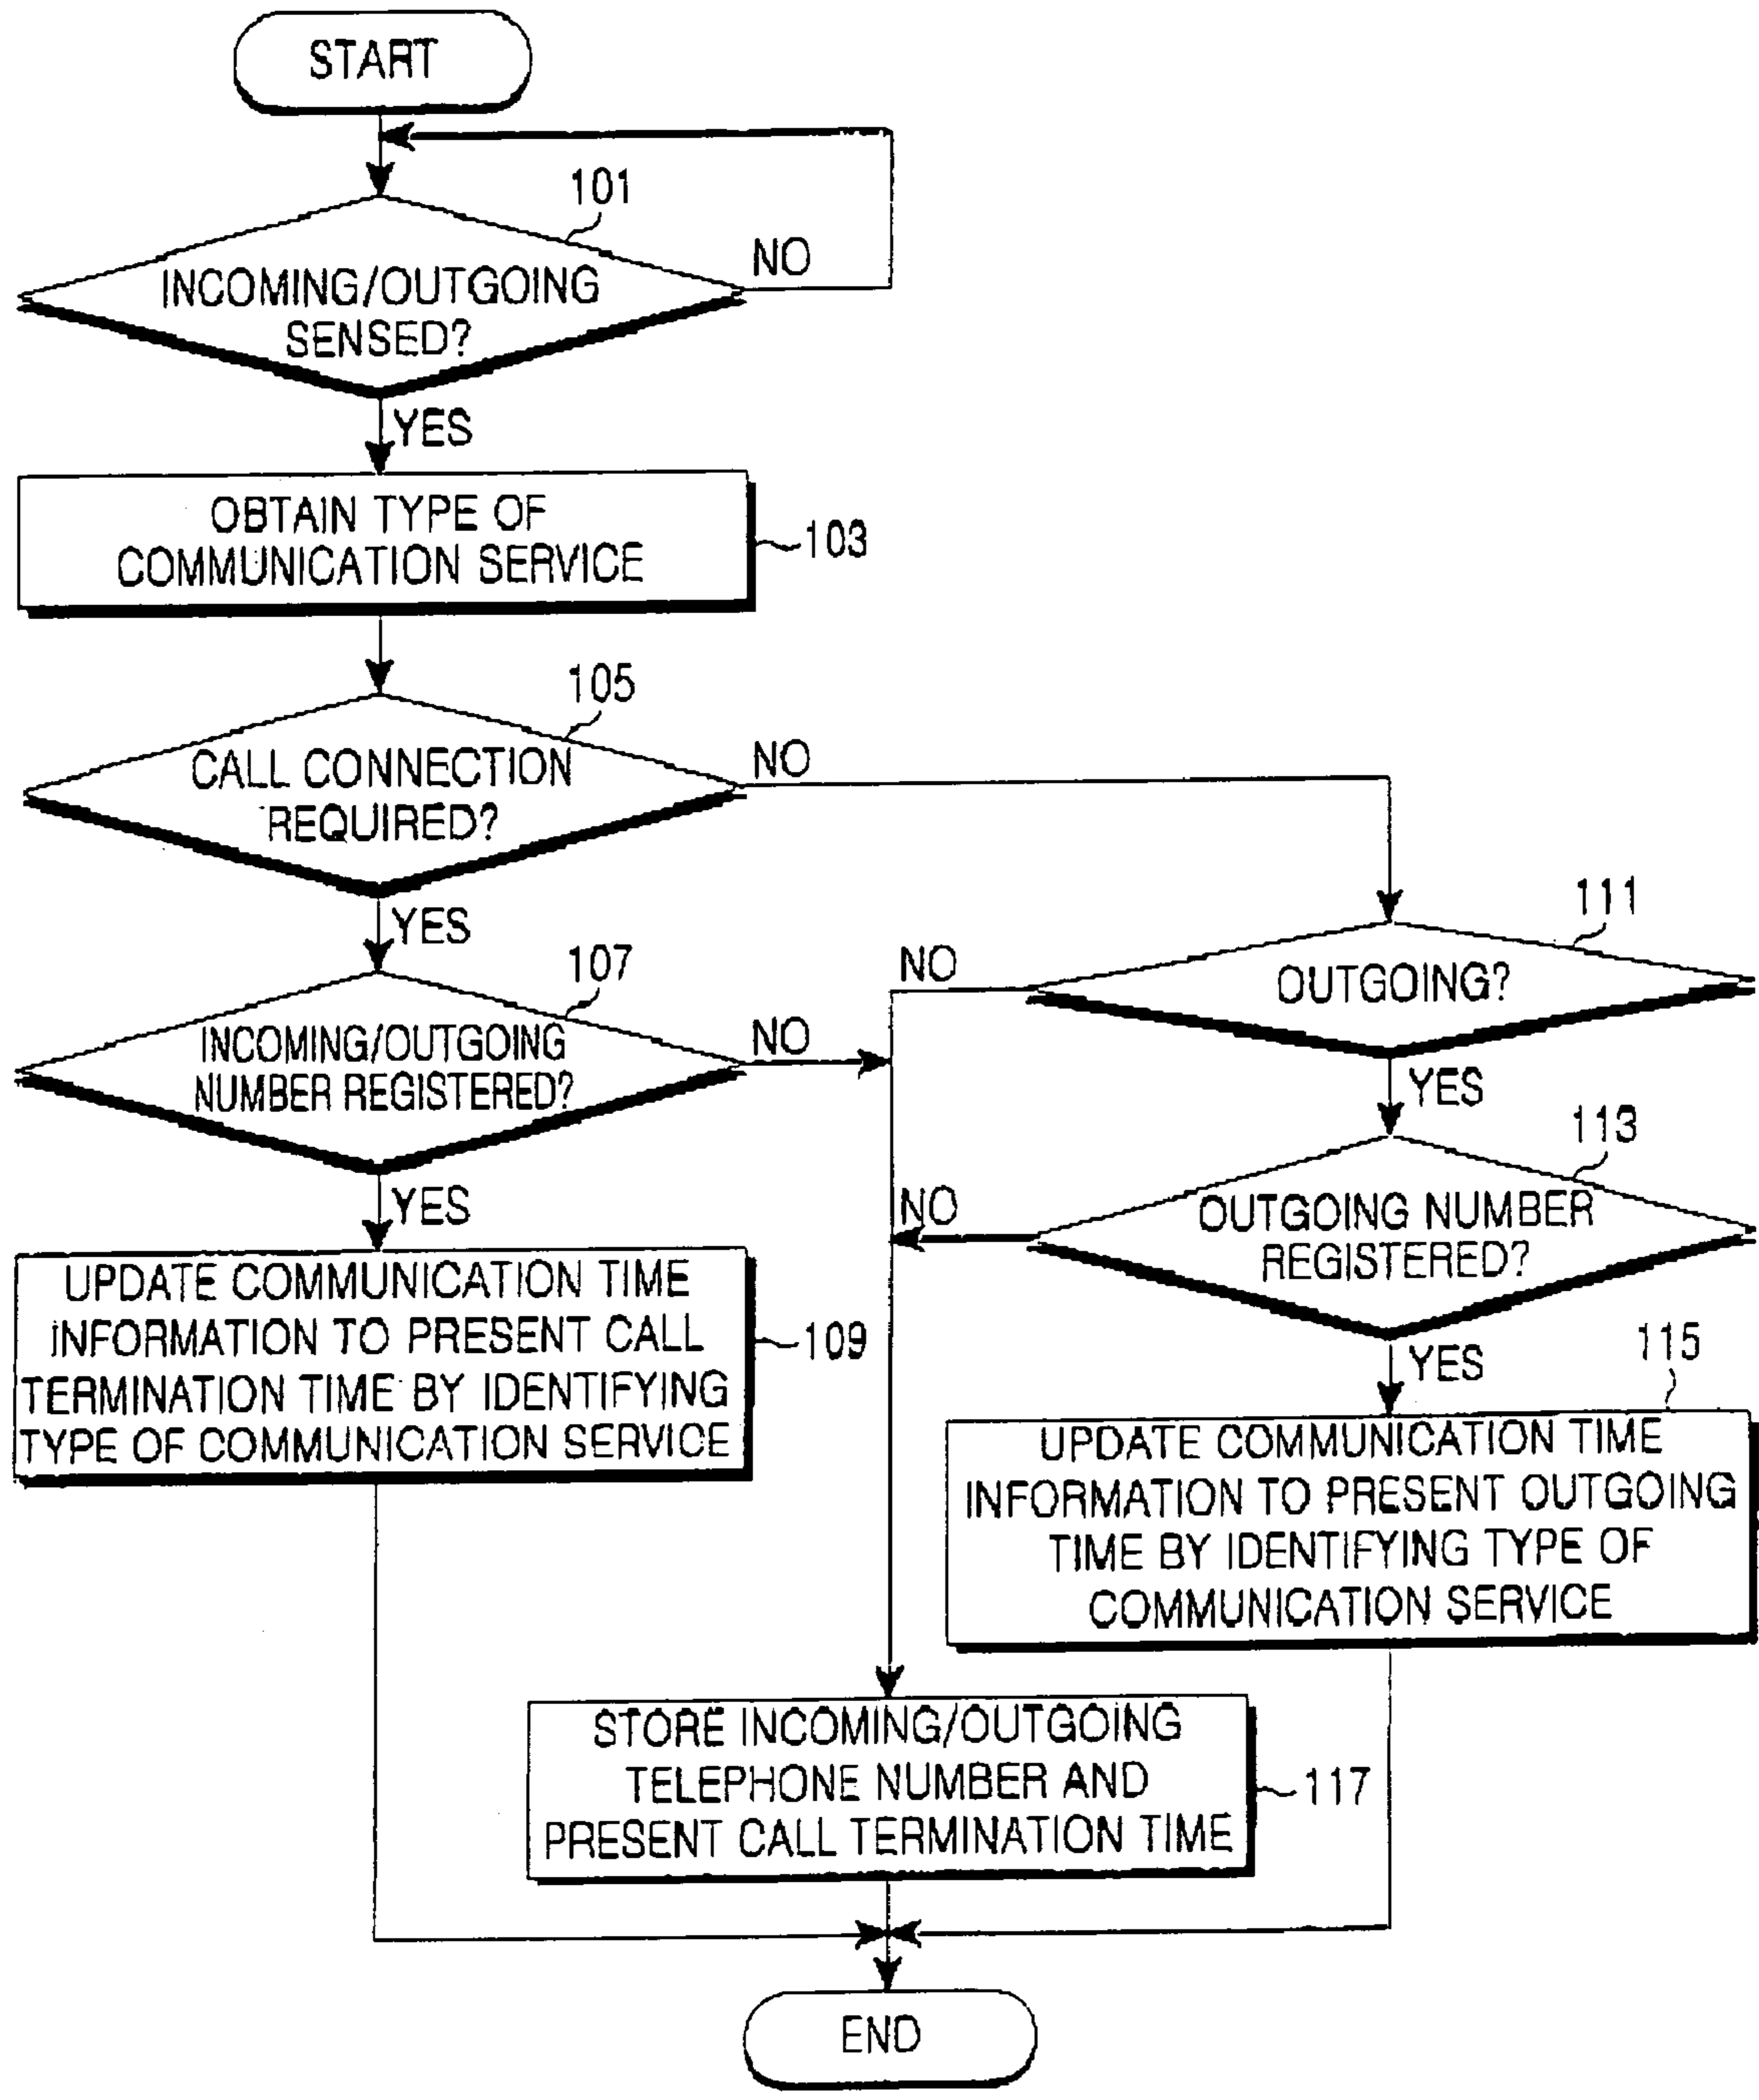 START
101
INCOMING/OUTGOING
SENSED?
NO
YES
OBTAIN TYPE OF
COMMUNICATION SERVICE
103
105
CALL CONNECTION
REQUIRED?
NO
YES
107
INCOMING/OUTGOING
NUMBER REGISTERED?
NO
YES
UPDATE COMMUNICATION TIME
INFORMATION TO PRESENT CALL
TERMINATION TIME BY IDENTIFYING
TYPE OF COMMUNICATION SERVICE
109
111
OUTGOING?
NO
YES
113
OUTGOING NUMBER
REGISTERED?
NO
YES
115
UPDATE COMMUNICATION TIME
INFORMATION TO PRESENT OUTGOING
TIME BY IDENTIFYING TYPE OF
COMMUNICATION SERVICE
STORE INCOMING/OUTGOING
TELEPHONE NUMBER AND
PRESENT CALL TERMINATION TIME
117
END